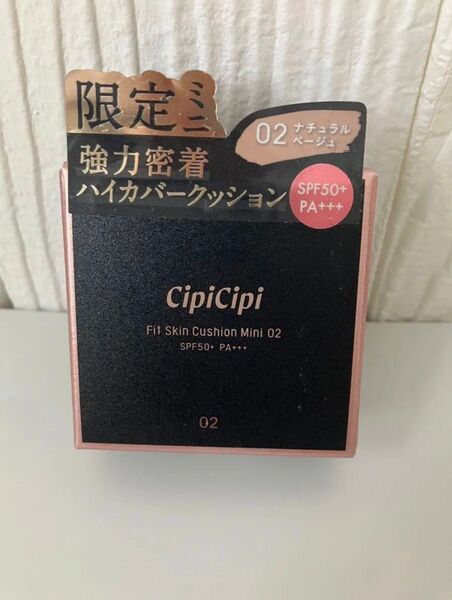 限定ミニ
02 ナチュラル
ベージュ
強力密着
ハイカバークッション
SPF50+
PA+++
CipiCipi
Fit Skin Cushion Mini 02
SPF50+ PA+++
02